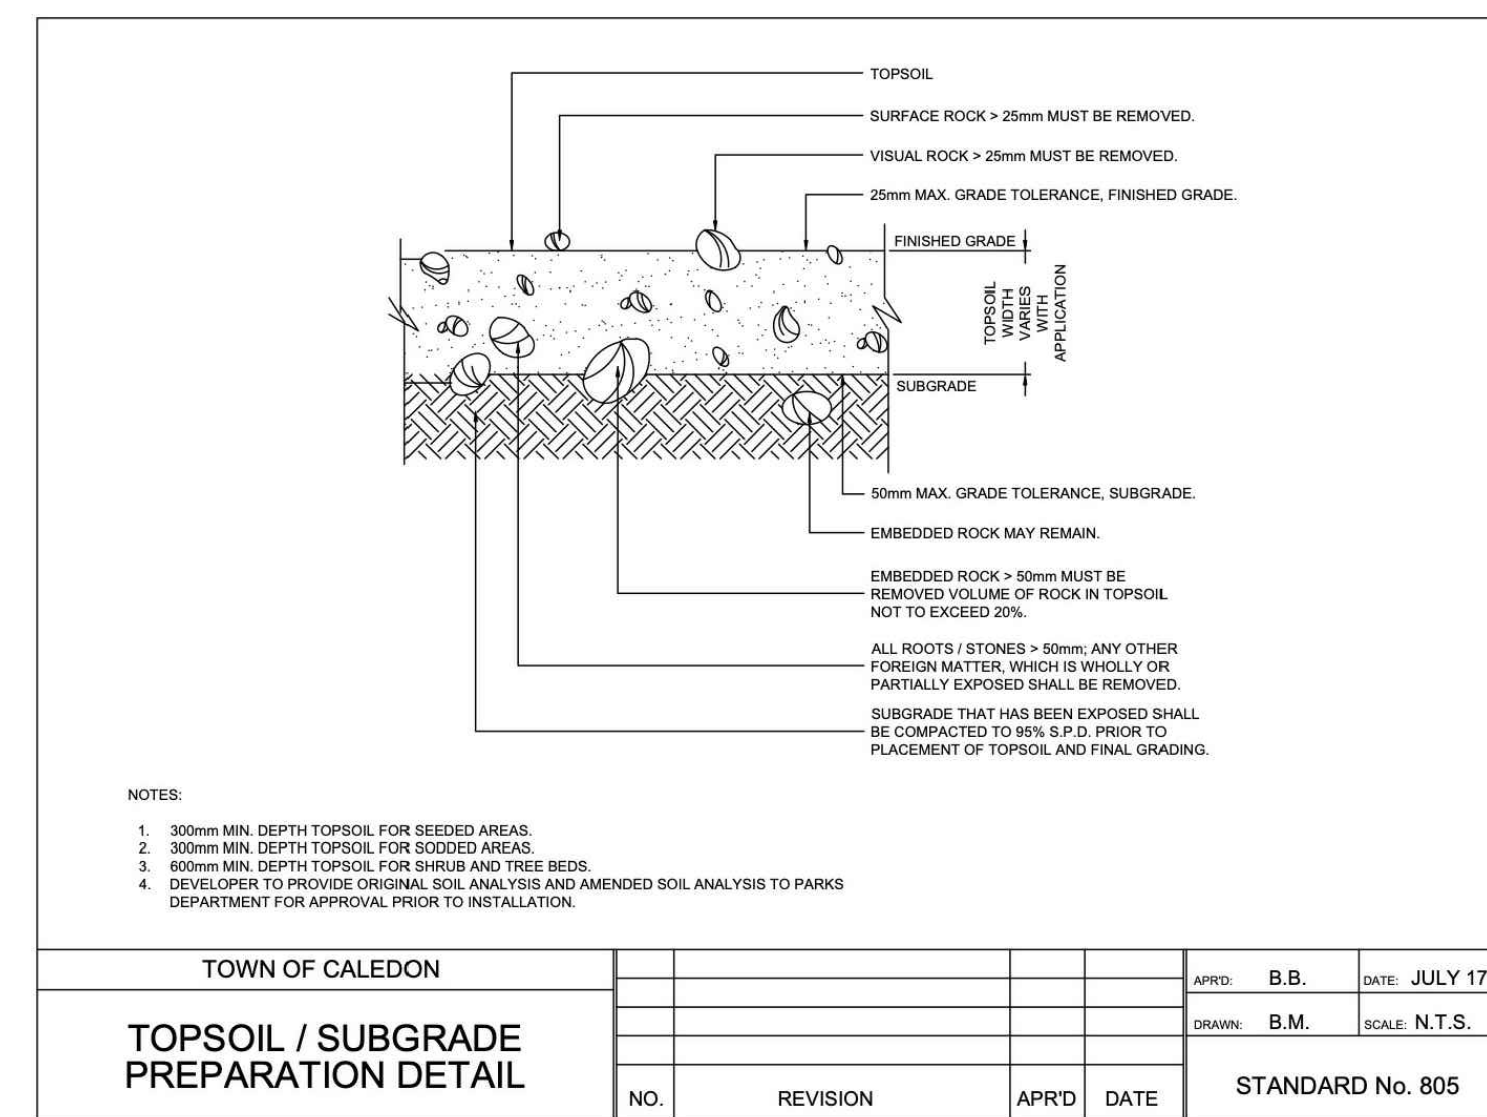 TOPSOIL
SURFACE ROCK > 25mm MUST BE REMOVED.
VISUAL ROCK > 25mm MUST BE REMOVED.
25mm MAX. GRADE TOLERANCE, FINISHED GRADE.
FINISHED GRADE
TOPSOIL
WIDTH
VARIES
WITH
APPLICATION
SUBGRADE
50mm MAX. GRADE TOLERANCE, SUBGRADE.
EMBEDDED ROCK MAY REMAIN.
EMBEDDED ROCK > 50mm MUST BE
REMOVED VOLUME OF ROCK IN TOPSOIL
NOT TO EXCEED 20%.
ALL ROOTS / STONES > 50mm; ANY OTHER
FOREIGN MATTER, WHICH IS WHOLLY OR
PARTIALLY EXPOSED SHALL BE REMOVED.
SUBGRADE THAT HAS BEEN EXPOSED SHALL
BE COMPACTED TO 95% S.P.D. PRIOR TO
PLACEMENT OF TOPSOIL AND FINAL GRADING.
NOTES:
1. 300mm MIN. DEPTH TOPSOIL FOR SEEDED AREAS.
2. 300mm MIN. DEPTH TOPSOIL FOR SODDED AREAS.
3. 600mm MIN. DEPTH TOPSOIL FOR SHRUB AND TREE BEDS.
4. DEVELOPER TO PROVIDE ORIGINAL SOIL ANALYSIS AND AMENDED SOIL ANALYSIS TO PARKS
DEPARTMENT FOR APPROVAL PRIOR TO INSTALLATION.
TOWN OF CALEDON
TOPSOIL / SUBGRADE
PREPARATION DETAIL
NO. REVISION APR'D DATE
APR'D: B.B. DATE: JULY 17
DRAWN: B.M. SCALE: N.T.S.
STANDARD No. 805